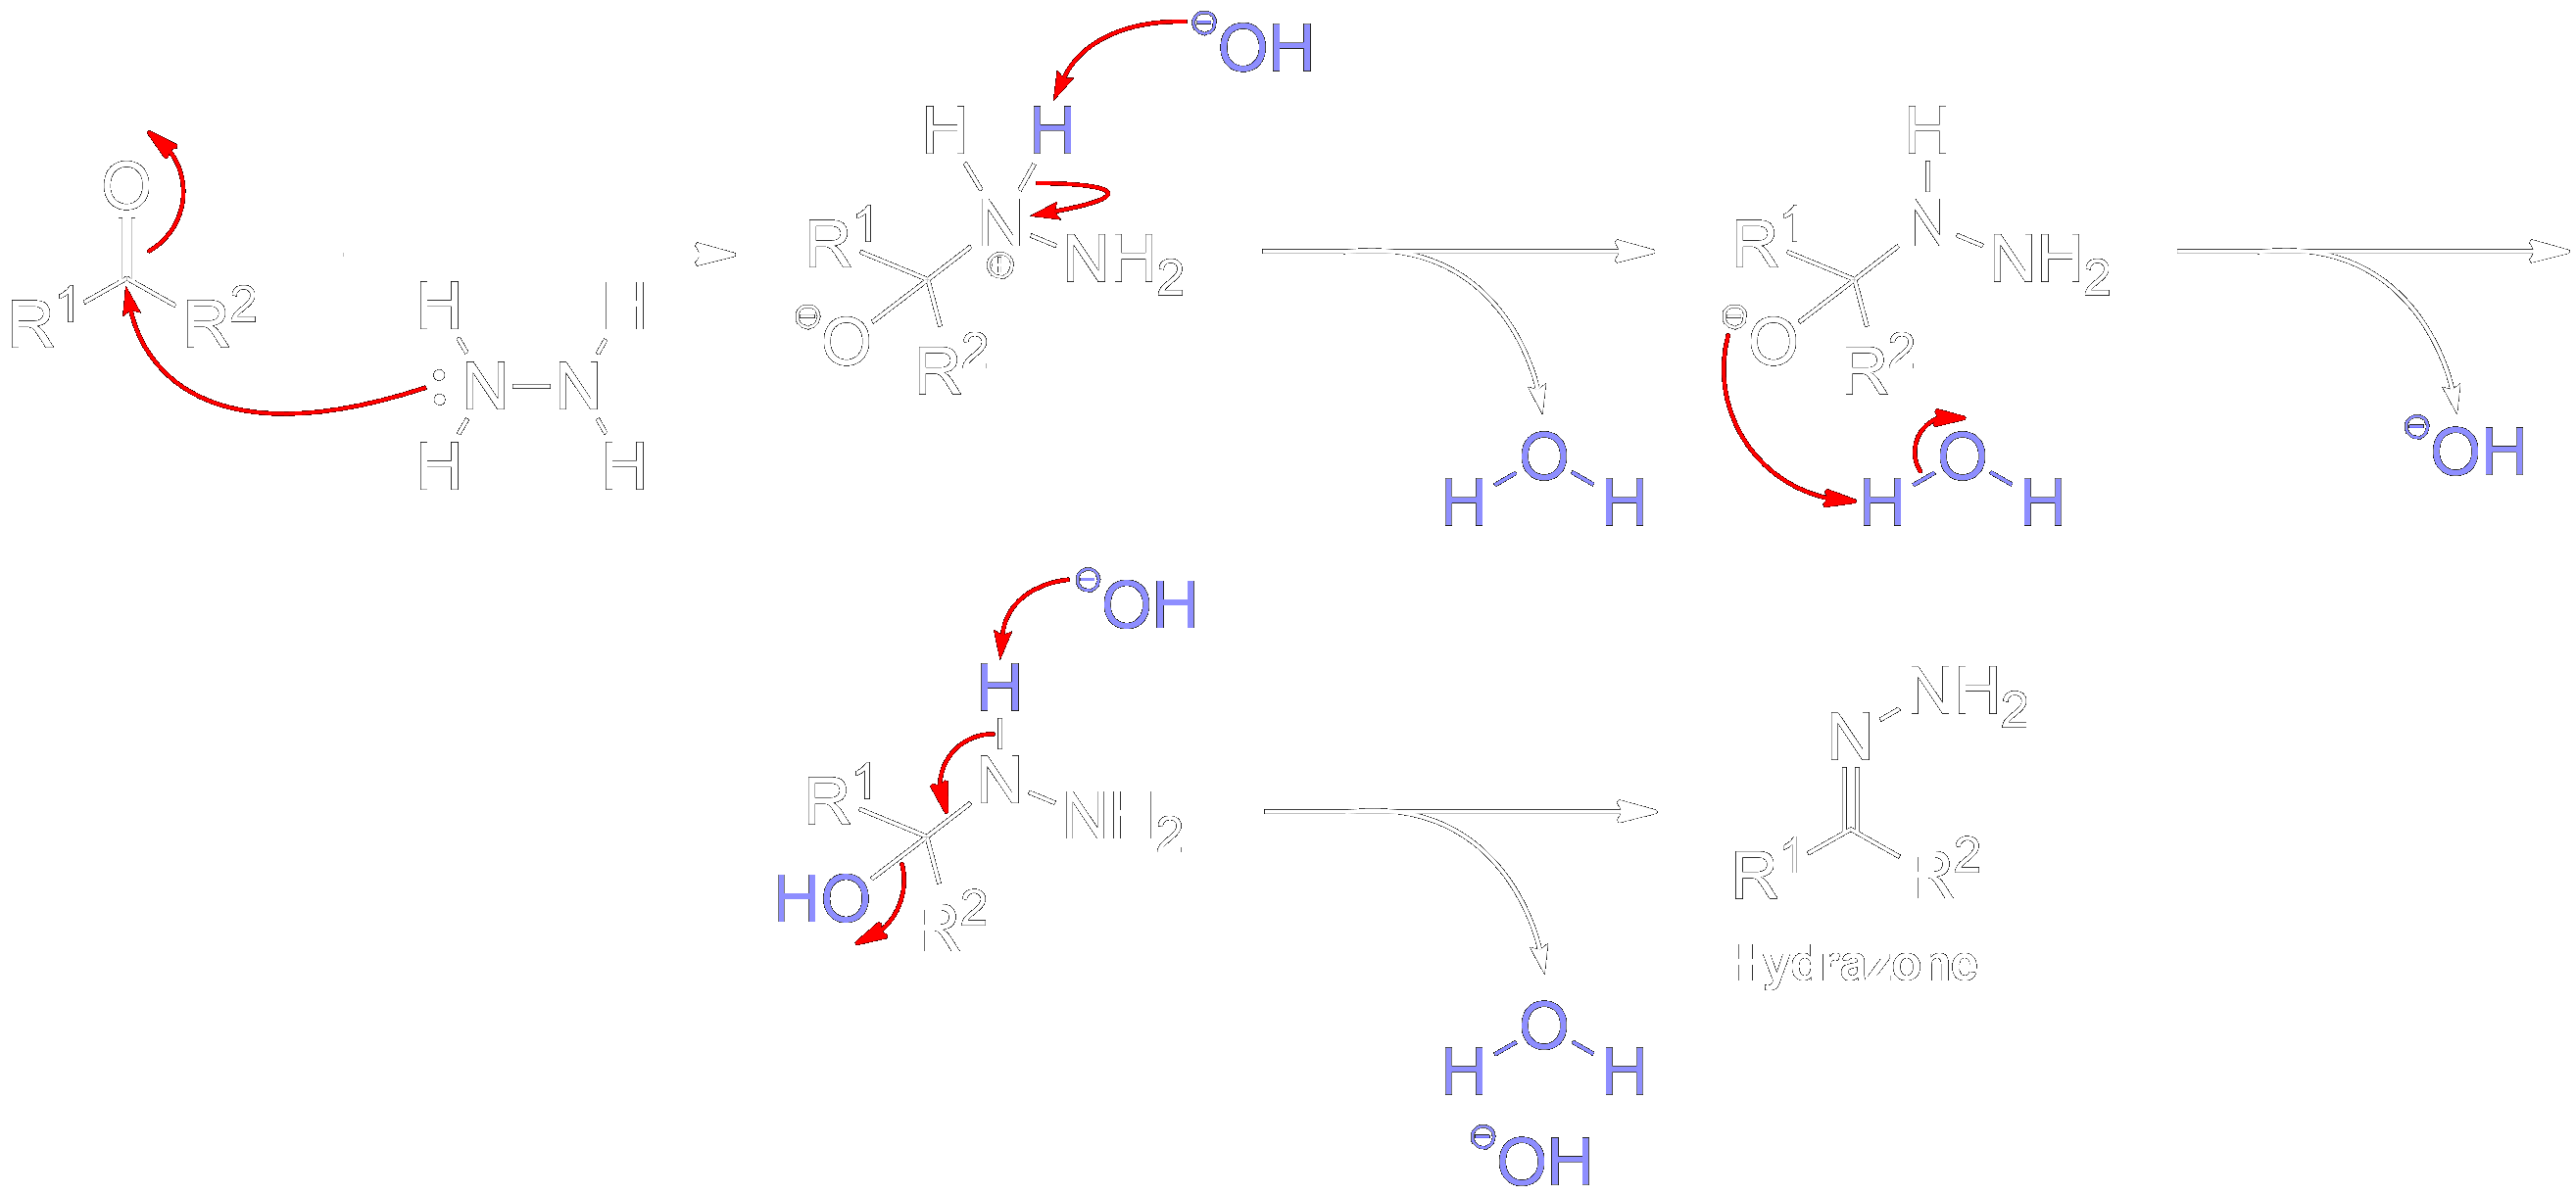 ⊖OH
H H
O
R1 N
⊕ NH2
R1 R2
⊖O R2
H H
:N—N
H H
H
R1 N
NH2
⊖O R2
O
H H
O
H H
⊖OH
⊖OH
H
R1 N
NH2
HO R2
NH2
N
R1 R2
Hydrazone
O
H H
⊖OH